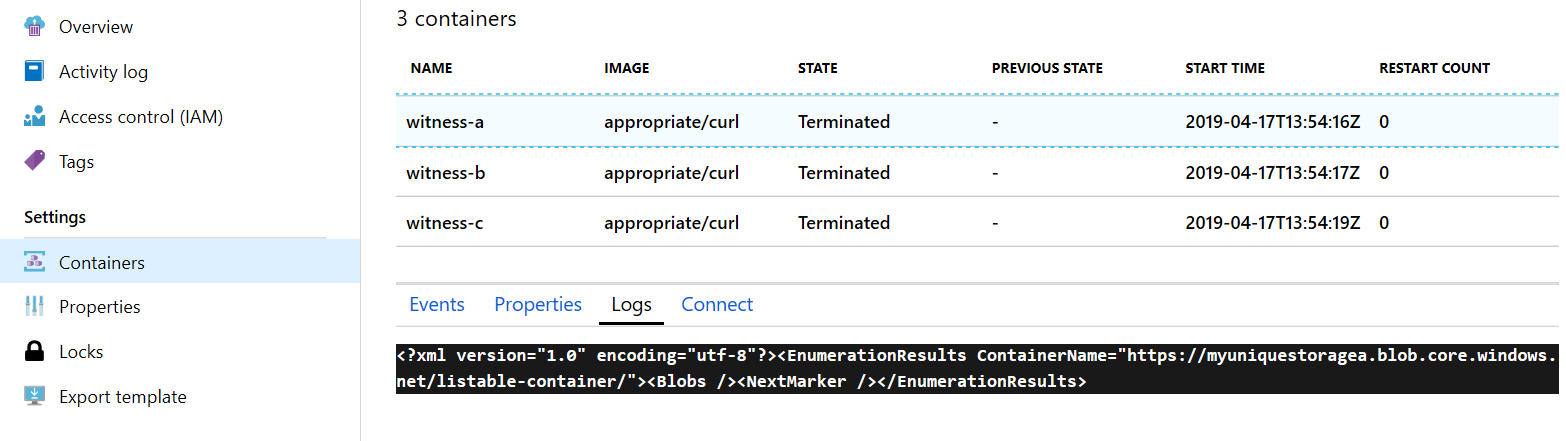 Overview
Activity log
Access control (IAM)
Tags
Settings
Containers
Properties
Locks
Export template
3 containers
NAME IMAGE STATE PREVIOUS STATE START TIME RESTART COUNT
witness-a appropriate/curl Terminated - 2019-04-17T13:54:16Z 0
witness-b appropriate/curl Terminated - 2019-04-17T13:54:17Z 0
witness-c appropriate/curl Terminated - 2019-04-17T13:54:19Z 0
Events Properties Logs Connect
<?xml version="1.0" encoding="utf-8"?><EnumerationResults ContainerName="https://myuniquestoragea.blob.core.windows.
net/listable-container/"><Blobs /><NextMarker /></EnumerationResults>